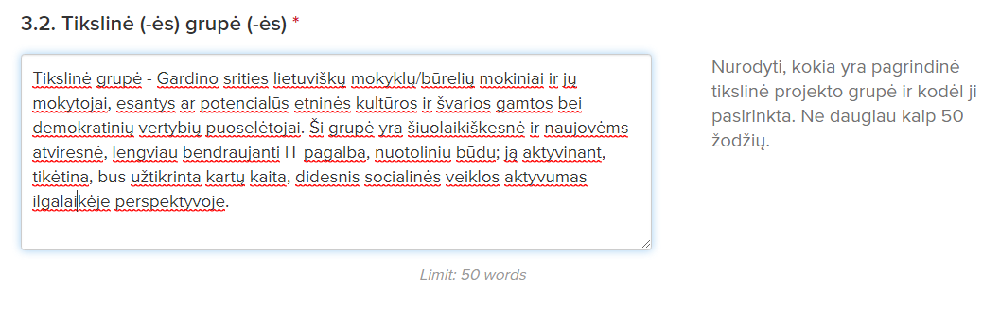 3.2. Tikslinė (-ės) grupė (-ės) *
Tikslinė grupė - Gardino srities lietuviškų mokyklų/būrelių mokiniai ir jų
mokytojai, esantys ar potencialūs etninės kultūros ir švarios gamtos bei
demokratinių vertybių puoselėtojai. Ši grupė yra šiuolaikiškesnė ir naujovėms
atviresnė, lengviau bendraujanti IT pagalba, nuotoliniu būdu; ją aktyvinant,
tikėtina, bus užtikrinta kartų kaita, didesnis socialinės veiklos aktyvumas
ilgalaikėje perspektyvoje.
Limit: 50 words
Nurodyti, kokia yra pagrindinė
tikslinė projekto grupė ir kodėl ji
pasirinkta. Ne daugiau kaip 50
žodžių.